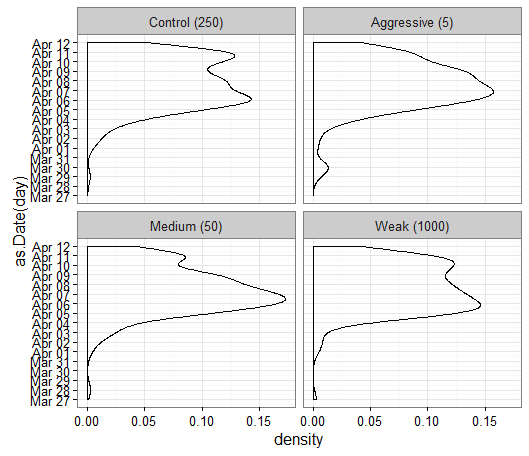 Control (250)
Aggressive (5)
Apr 12
Apr 11
Apr 10
Apr 09
Apr 08
Apr 07
Apr 06
Apr 05
Apr 03
Apr 02
Apr 01
Mar 31
Mar 30
Mar 29
Mar 28
Mar 27
as.Date(day)
Medium (50)
Weak (1000)
Apr 12
Apr 11
Apr 10
Apr 09
Apr 08
Apr 07
Apr 06
Apr 04
Apr 03
Apr 02
Apr 01
Mar 31
Mar 30
Mar 29
Mar 28
Mar 27
0.00 0.05 0.10 0.15 0.00 0.05 0.10 0.15
density